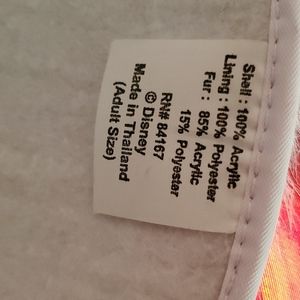 Shell : 100% Acrylic
Lining : 100% Polyester
Fur : 85% Acrylic
15% Polyester
RN# 84167
© Disney
Made in Thailand
(Adult Size)